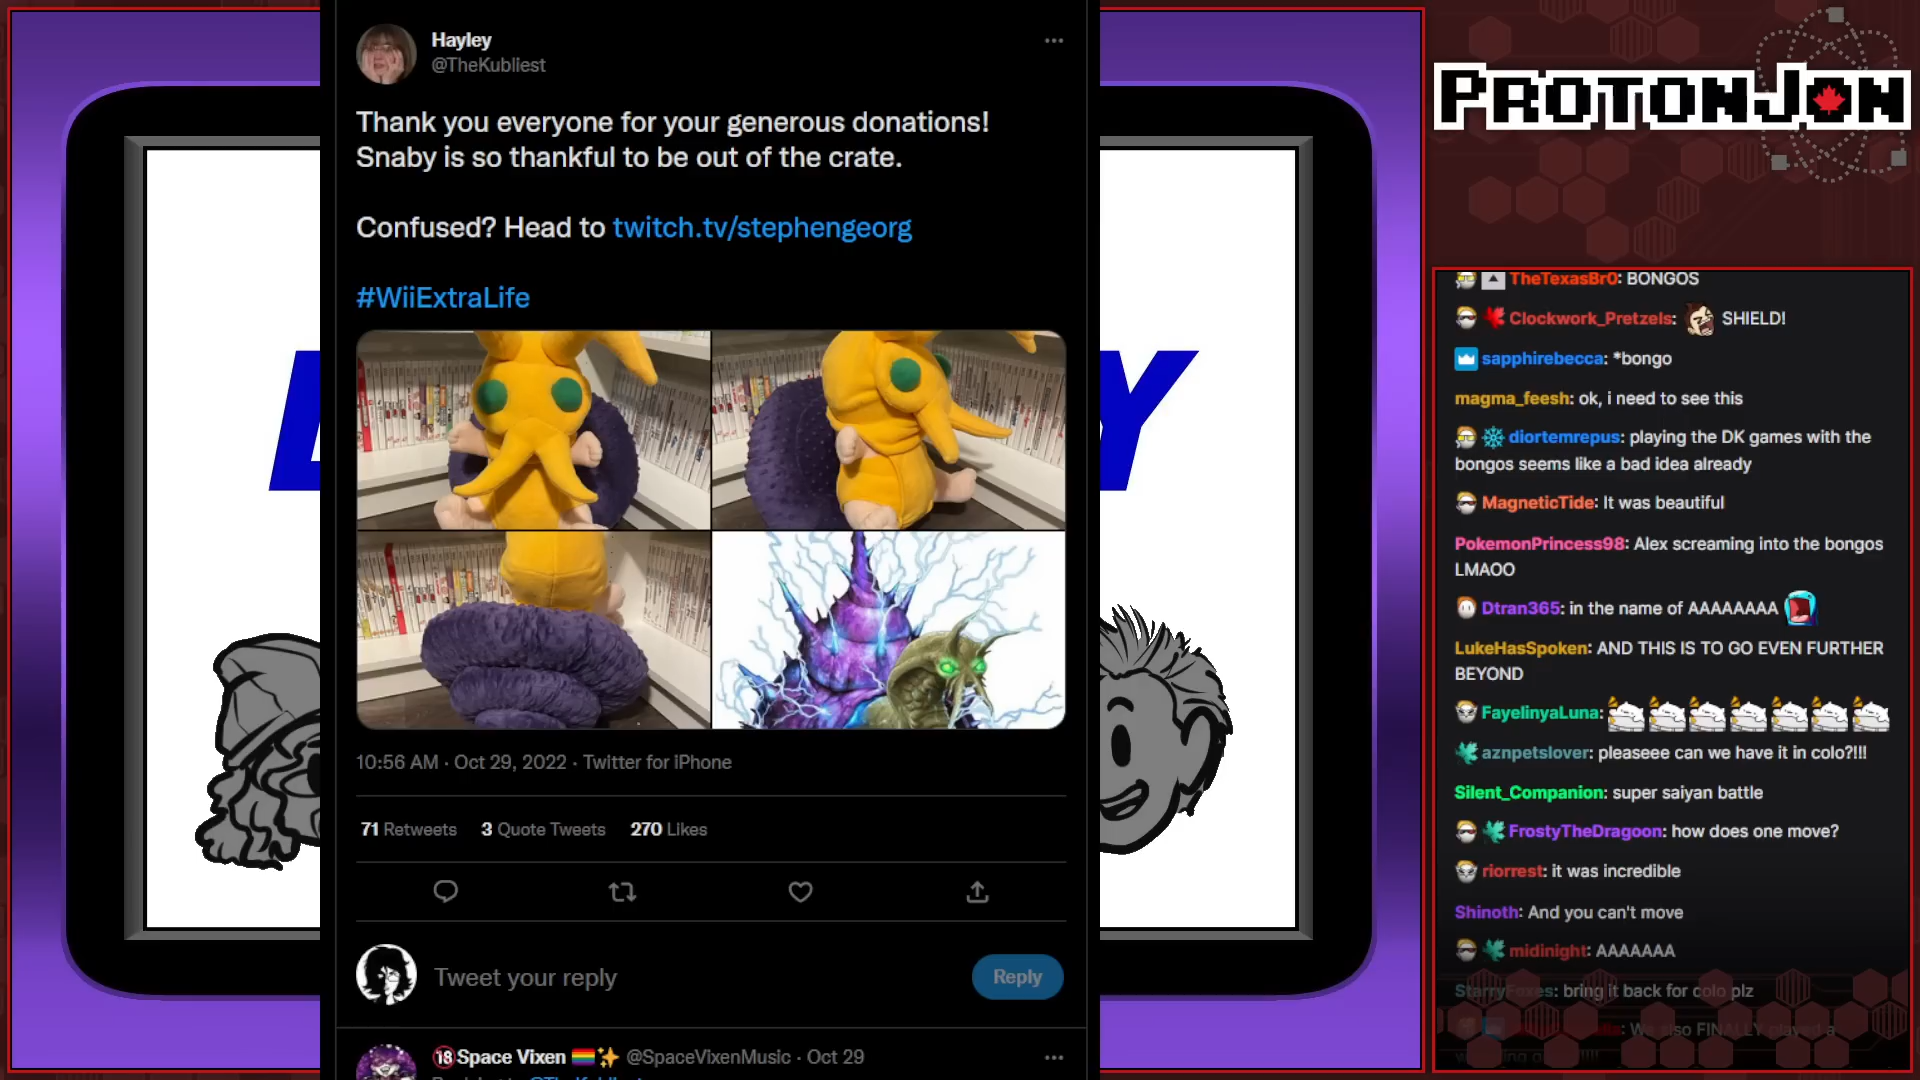 Hayley
@TheKubliest
Thank you everyone for your generous donations!
Snaby is so thankful to be out of the crate.
Confused? Head to twitch.tv/stephengeorg
#WiiExtraLife
10:56 AM · Oct 29, 2022 · Twitter for iPhone
71 Retweets 3 Quote Tweets 270 Likes
Tweet your reply
Reply
Space Vixen @SpaceVixenMusic · Oct 29
Y
PROTONJON
TheTexasBr0: BONGOS
Clockwork_Pretzels: SHIELD!
sapphirebecca: *bongo
magma_feesh: ok, i need to see this
diortemrepus: playing the DK games with the
bongos seems like a bad idea already
MagneticTide: It was beautiful
PokemonPrincess98: Alex screaming into the bongos
LMAOO
Dtran365: in the name of AAAAAAAA
LukeHasSpoken: AND THIS IS TO GO EVEN FURTHER
BEYOND
FayelinyaLuna:
aznpetslover: pleaseee can we have it in colo?!!!
Silent_Companion: super saiyan battle
FrostyTheDragoon: how does one move?
riorrest: it was incredible
Shinoth: And you can't move
midinight: AAAAAAA
StarryFoxes: bring it back for colo plz
We also FINALLY played a